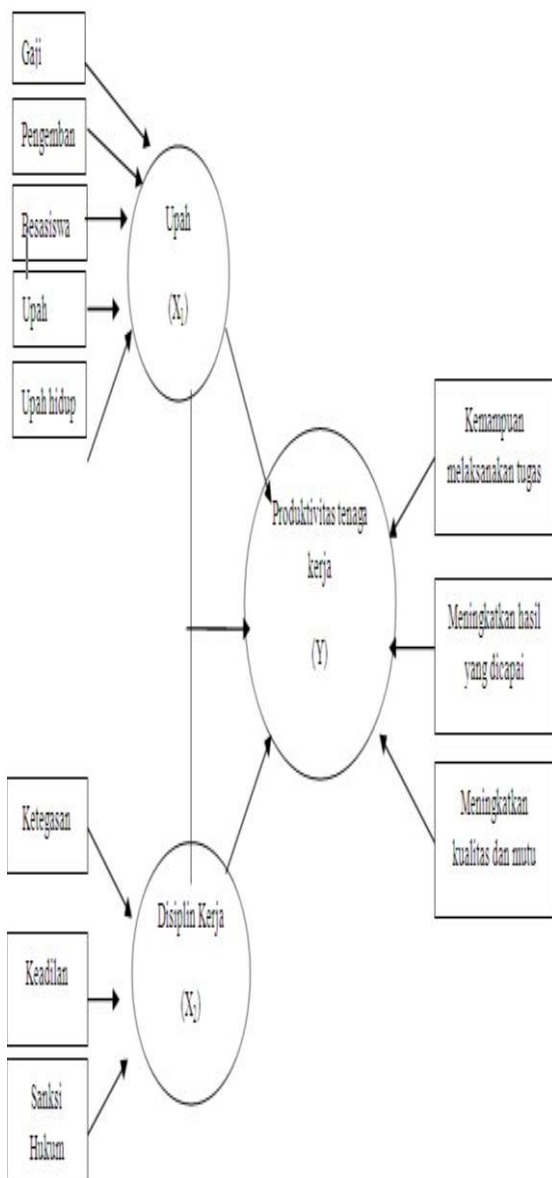 Gaji
Pengemban
Besasiswa
Upah
Upah hidup
Upah
(X₁)
Produktivitas tenaga
kerja
(Y)
Kemampuan
melaksanakan tugas
Meningkatkan hasil
yang dicapai
Meningkatkan
kualitas dan mutu
Ketegasan
Keadilan
Sanksi
Hukum
Disiplin Kerja
(X₂)